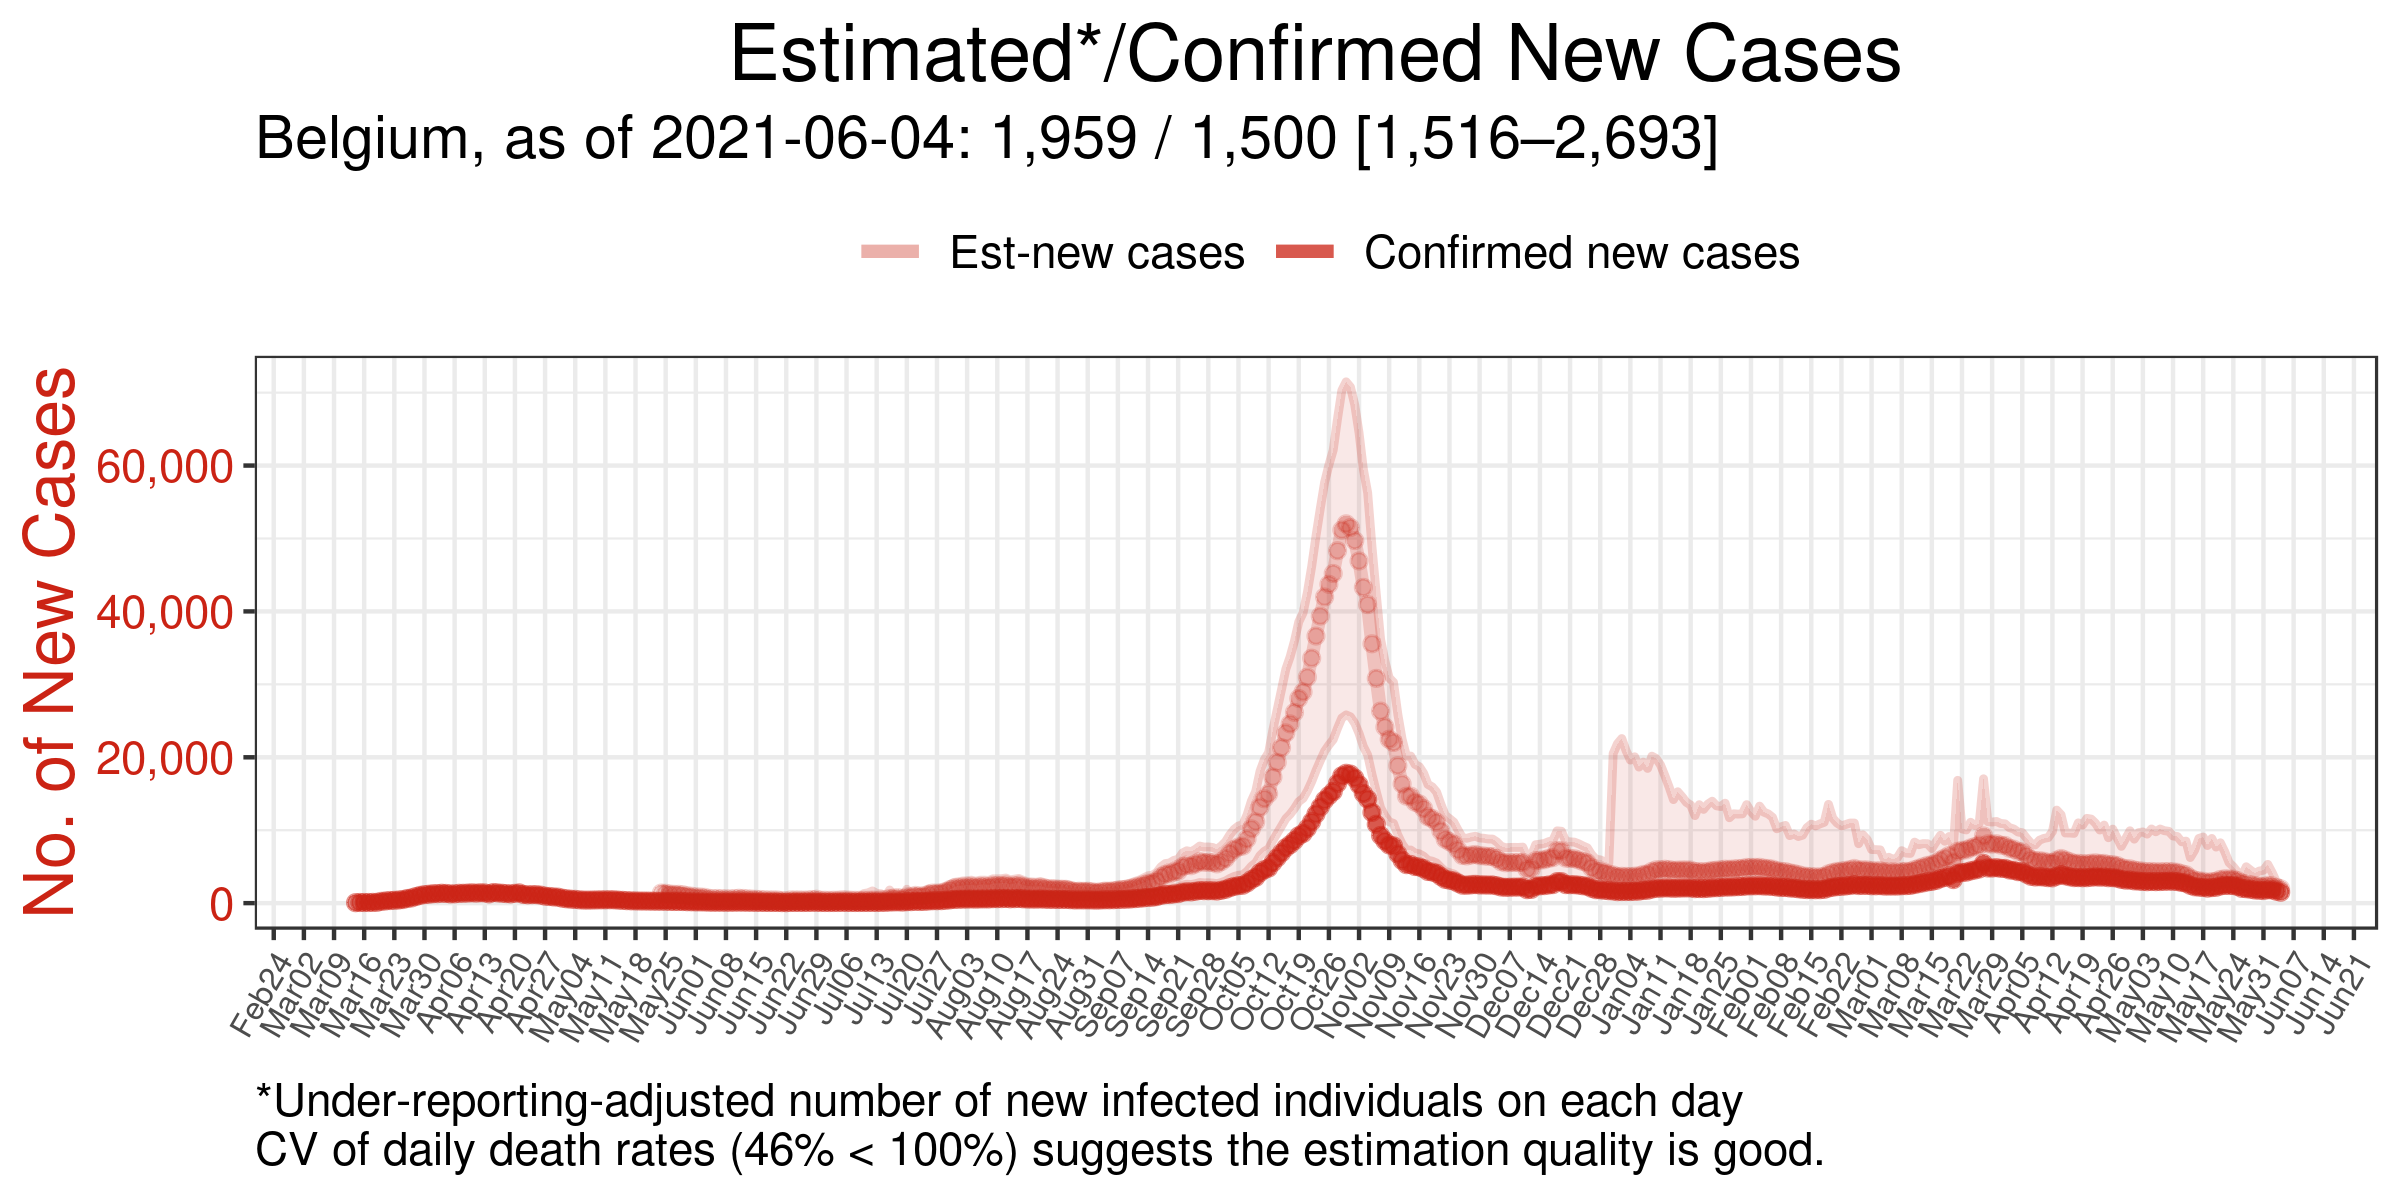 Estimated*/Confirmed New Cases
Belgium, as of 2021-06-04: 1,959 / 1,500 [1,516–2,693]
Est-new cases
Confirmed new cases
No. of New Cases
60,000
40,000
20,000
0
Feb24
Mar02
Mar09
Mar16
Mar23
Mar30
Apr06
Apr13
Apr20
Apr27
May04
May11
May18
May25
Jun01
Jun08
Jun15
Jun22
Jun29
Jul06
Jul13
Jul20
Jul27
Aug03
Aug10
Aug17
Aug24
Aug31
Sep07
Sep14
Sep21
Sep28
Oct05
Oct12
Oct19
Oct26
Nov02
Nov09
Nov16
Nov23
Nov30
Dec07
Dec14
Dec21
Dec28
Jan04
Jan11
Jan18
Jan25
Feb01
Feb08
Feb15
Feb22
Mar01
Mar08
Mar15
Mar22
Mar29
Apr05
Apr12
Apr19
Apr26
May03
May10
May17
May24
May31
Jun07
Jun14
Jun21
*Under-reporting-adjusted number of new infected individuals on each day
CV of daily death rates (46% < 100%) suggests the estimation quality is good.